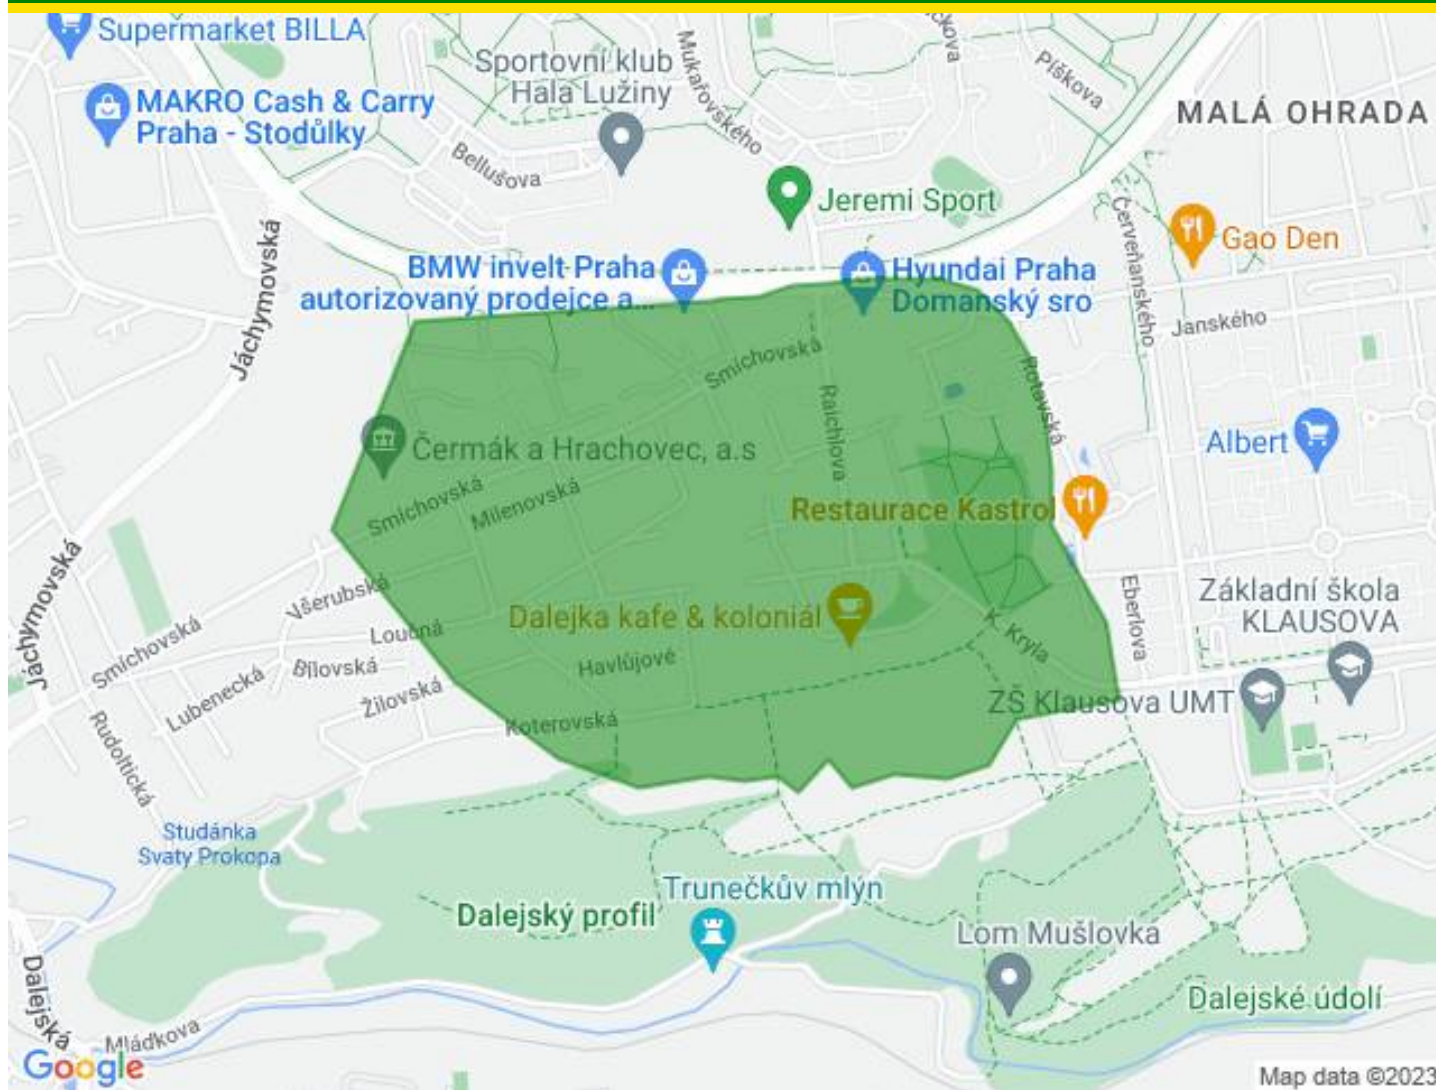 Supermarket BILLA
Sportovní klub
Hala Lužiny
Mukařovského
Píškova
MALÁ OHRADA
MAKRO Cash & Carry
Praha - Stodůlky
Bellušova
Jeremi Sport
Červeňanského
Gao Den
Jáchymovská
BMW invelt Praha
autorizovaný prodejce a...
Hyundai Praha
Domanský sro
Janského
Smíchovská
Raichlova
Rotavská
Čermák a Hrachovec, a.s
Albert
Smíchovská
Milenovská
Restaurace Kastrol
Jáchymovská
Všerubská
Základní škola
KLAUSOVA
Eberlova
Dalejka kafe & koloniál
K. Kryla
Smíchovská
Loučná
Bílovská
Havlůjové
Lubenecká
Žilovská
ZŠ Klausova UMT
Koterovská
Rudoltická
Studánka
Svaty Prokopa
Trunečkův mlýn
Dalejský profil
Lom Mušlovka
Dalejské údolí
Dalejská
Mládkova
Google
Map data ©2023